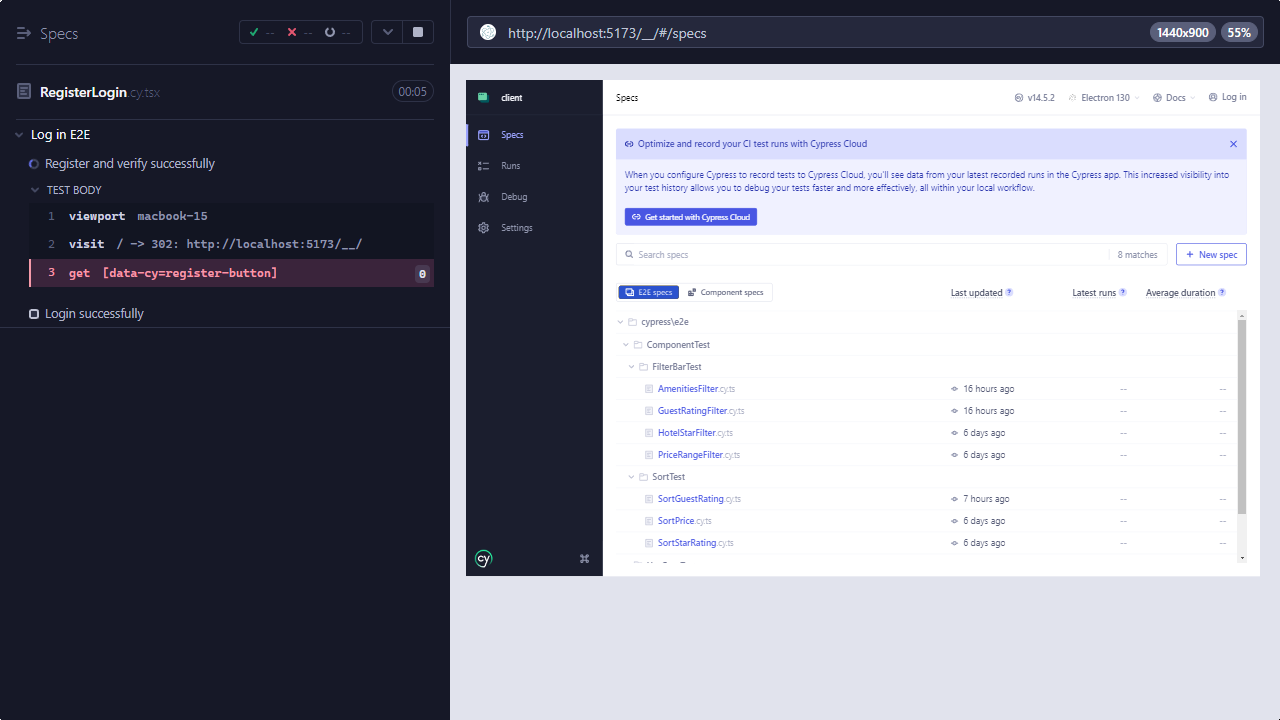 Specs
-- -- --
RegisterLogin.cy.tsx
00:05
Log in E2E
Register and verify successfully
TEST BODY
1 viewport macbook-15
2 visit / -> 302: http://localhost:5173/__/
3 get [data-cy=register-button] 0
Login successfully
http://localhost:5173/__/#/specs
1440x900 55%
client
Specs
Runs
Debug
Settings
cy
Specs
v14.5.2 Electron 130 Docs Log in
Optimize and record your CI test runs with Cypress Cloud
When you configure Cypress to record tests to Cypress Cloud, you'll see data from your latest recorded runs in the Cypress app. This increased visibility into
your test history allows you to debug your tests faster and more effectively, all within your local workflow.
Get started with Cypress Cloud
Search specs 8 matches + New spec
E2E specs Component specs Last updated ? Latest runs ? Average duration ?
cypress\e2e
ComponentTest
FilterBarTest
AmenitiesFilter.cy.ts 16 hours ago -- --
GuestRatingFilter.cy.ts 16 hours ago -- --
HotelStarFilter.cy.ts 6 days ago -- --
PriceRangeFilter.cy.ts 6 days ago -- --
SortTest
SortGuestRating.cy.ts 7 hours ago -- --
SortPrice.cy.ts 6 days ago -- --
SortStarRating.cy.ts 6 days ago -- --